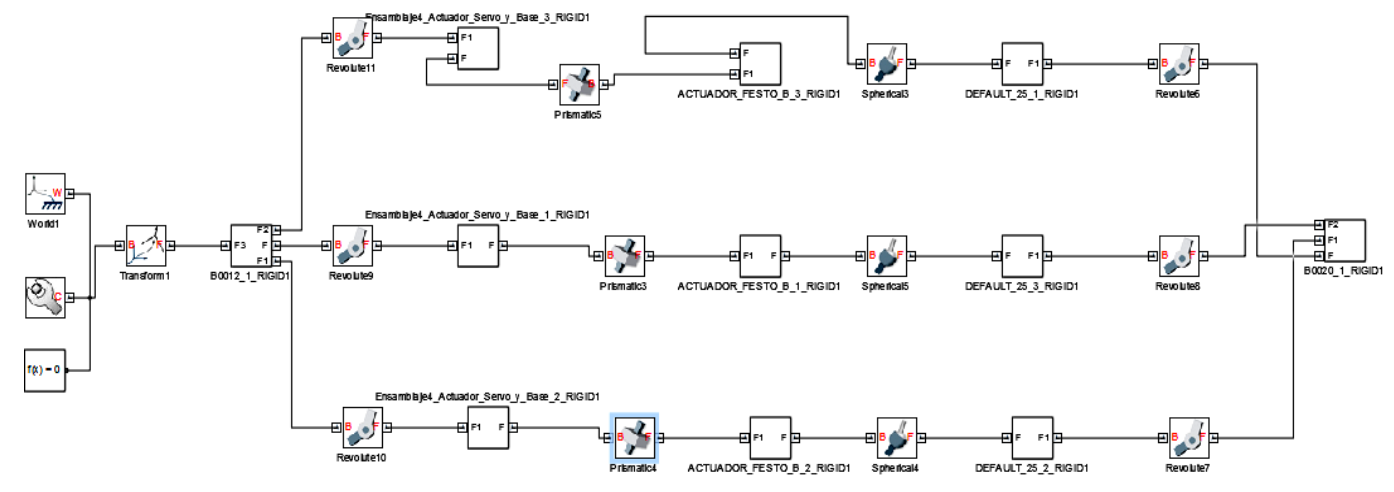 Ensamblaje4_Actuador_Servo_y_Base_3_RIGID1
B F
F1
F
Revolute11
F B
Prismatic5
F
F1
ACTUADOR_FESTO_B_3_RIGID1
B F
Spherical3
F F1
DEFAULT_25_1_RIGID1
B F
Revolute6
W
World1
B F
Transform1
C
f(x) = 0
F3
F2
F
F1
B0012_1_RIGID1
Ensamblaje4_Actuador_Servo_y_Base_1_RIGID1
B F
Revolute9
F1 F
B F
Prismatic3
F1 F
ACTUADOR_FESTO_B_1_RIGID1
B F
Spherical5
F F1
DEFAULT_25_3_RIGID1
B F
Revolute8
F2
F1
F
B0020_1_RIGID1
Ensamblaje4_Actuador_Servo_y_Base_2_RIGID1
B F
Revolute10
F1 F
B F
Prismatic4
F1 F
ACTUADOR_FESTO_B_2_RIGID1
B F
Spherical4
F F1
DEFAULT_25_2_RIGID1
B F
Revolute7